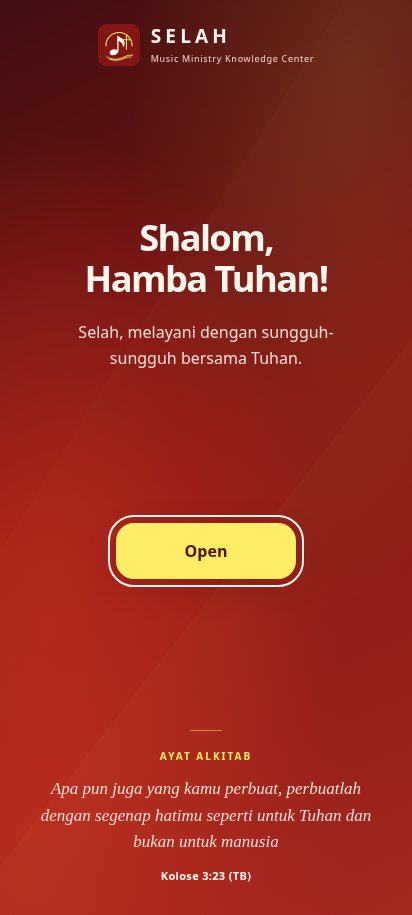 SELAH
Music Ministry Knowledge Center
Shalom,
Hamba Tuhan!
Selah, melayani dengan sungguh-
sungguh bersama Tuhan.
Open
AYAT ALKITAB
Apa pun juga yang kamu perbuat, perbuatlah
dengan segenap hatimu seperti untuk Tuhan dan
bukan untuk manusia
Kolose 3:23 (TB)